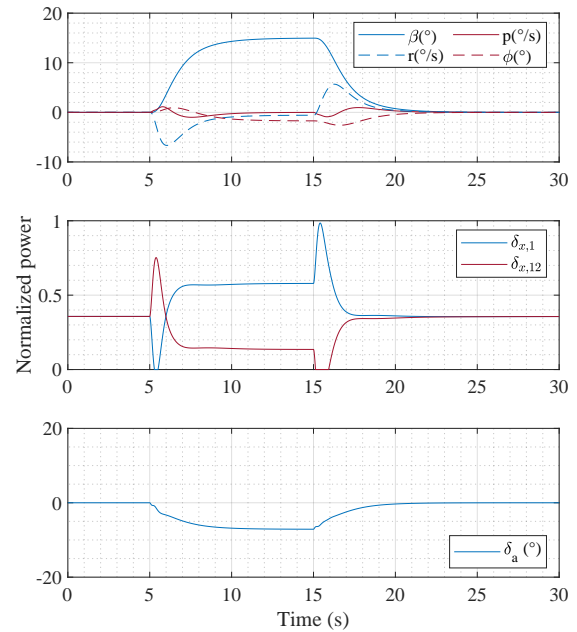 20
10
0
-10
β(°)
p(°/s)
r(°/s)
ϕ(°)
0 5 10 15 20 25 30
Normalized power
1
0.5
0
δx,1
δx,12
0 5 10 15 20 25 30
20
0
-20
δa (°)
0 5 10 15 20 25 30
Time (s)